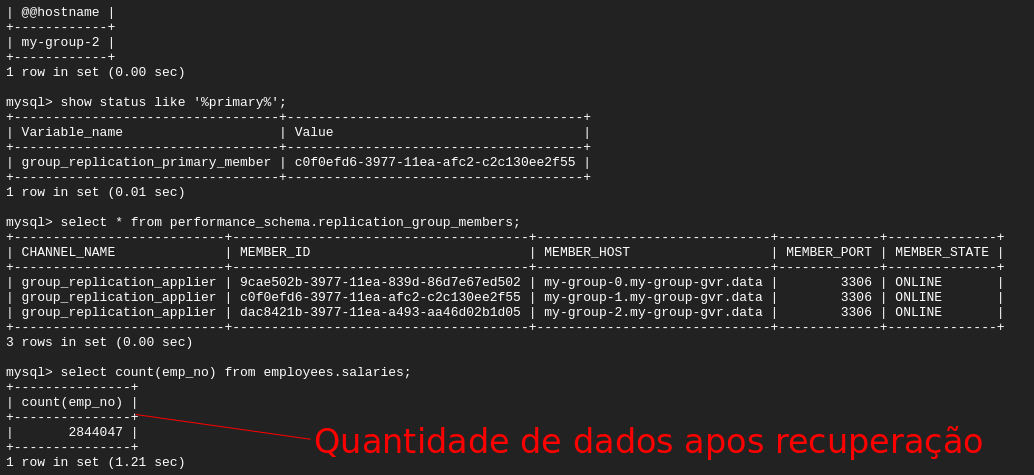 | @@hostname |
+------------+
| my-group-2 |
+------------+
1 row in set (0.00 sec)
mysql> show status like '%primary%';
+----------------------------------+--------------------------------------+
| Variable_name                    | Value                                |
+----------------------------------+--------------------------------------+
| group_replication_primary_member | c0f0efd6-3977-11ea-afc2-c2c130ee2f55 |
+----------------------------------+--------------------------------------+
1 row in set (0.01 sec)
mysql> select * from performance_schema.replication_group_members;
+---------------------------+--------------------------------------+------------------------------+-------------+--------------+
| CHANNEL_NAME              | MEMBER_ID                            | MEMBER_HOST                  | MEMBER_PORT | MEMBER_STATE |
+---------------------------+--------------------------------------+------------------------------+-------------+--------------+
| group_replication_applier | 9cae502b-3977-11ea-839d-86d7e67ed502 | my-group-0.my-group-gvr.data |        3306 | ONLINE       |
| group_replication_applier | c0f0efd6-3977-11ea-afc2-c2c130ee2f55 | my-group-1.my-group-gvr.data |        3306 | ONLINE       |
| group_replication_applier | dac8421b-3977-11ea-a493-aa46d02b1d05 | my-group-2.my-group-gvr.data |        3306 | ONLINE       |
+---------------------------+--------------------------------------+------------------------------+-------------+--------------+
3 rows in set (0.00 sec)
mysql> select count(emp_no) from employees.salaries;
+---------------+
| count(emp_no) |
+---------------+
|       2844047 |
+---------------+
Quantidade de dados apos recuperação
1 row in set (1.21 sec)